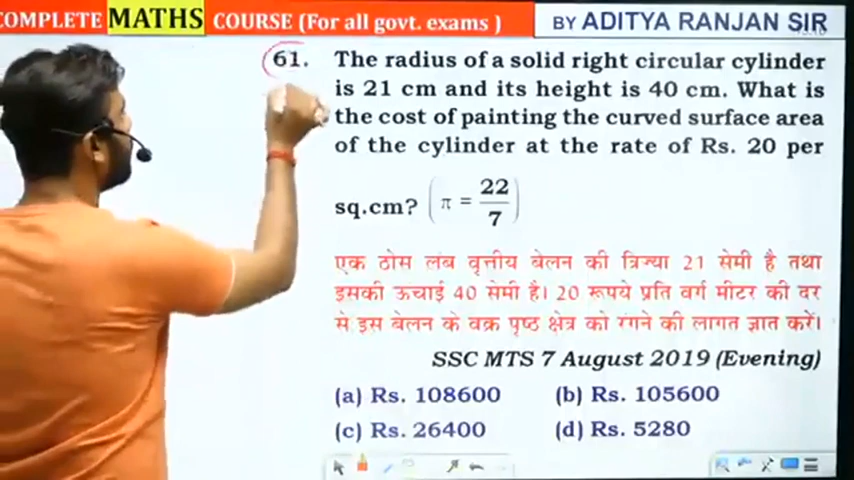 COMPLETE MATHS COURSE (For all govt. exams) BY ADITYA RANJAN SIR
61. The radius of a solid right circular cylinder
is 21 cm and its height is 40 cm. What is
the cost of painting the curved surface area
of the cylinder at the rate of Rs. 20 per
sq.cm? (π = 22/7)
एक ठोस लंब वृत्तीय बेलन की त्रिज्या 21 सेमी है तथा
इसकी ऊचाई 40 सेमी है। 20 रूपये प्रति वर्ग मीटर की दर
से इस बेलन के वक्र पृष्ठ क्षेत्र को रंगने की लागत ज्ञात करें।
SSC MTS 7 August 2019 (Evening)
(a) Rs. 108600 (b) Rs. 105600
(c) Rs. 26400 (d) Rs. 5280